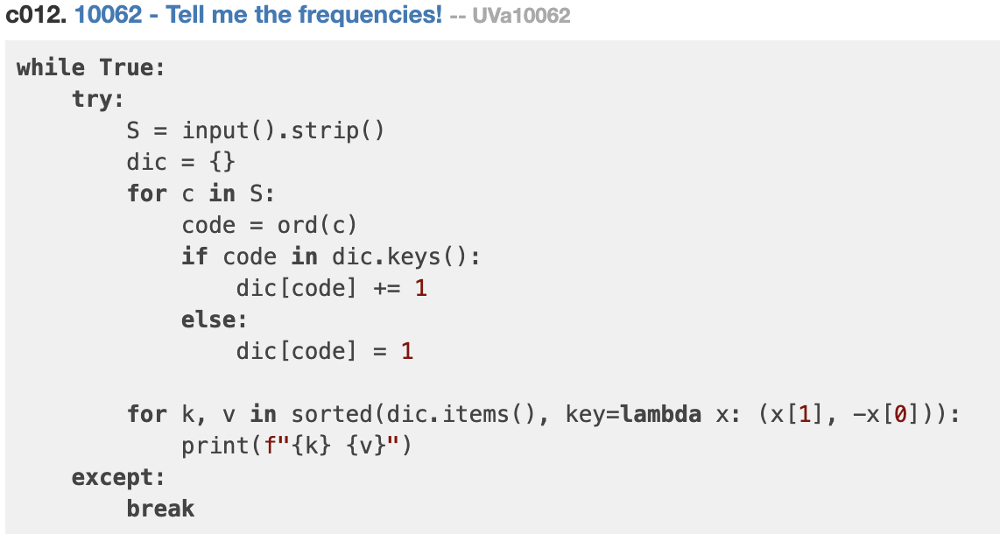 c012. 10062 - Tell me the frequencies! -- UVa10062
while True:
    try:
        S = input().strip()
        dic = {}
        for c in S:
            code = ord(c)
            if code in dic.keys():
                dic[code] += 1
            else:
                dic[code] = 1

        for k, v in sorted(dic.items(), key=lambda x: (x[1], -x[0])):
            print(f"{k} {v}")
    except:
        break